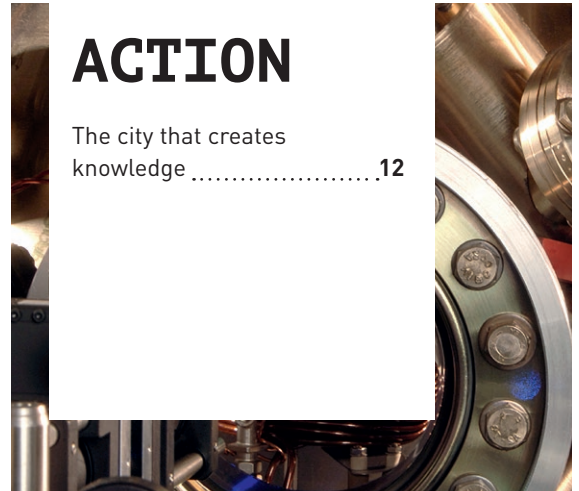 ACTION
The city that creates
knowledge ........................ 12